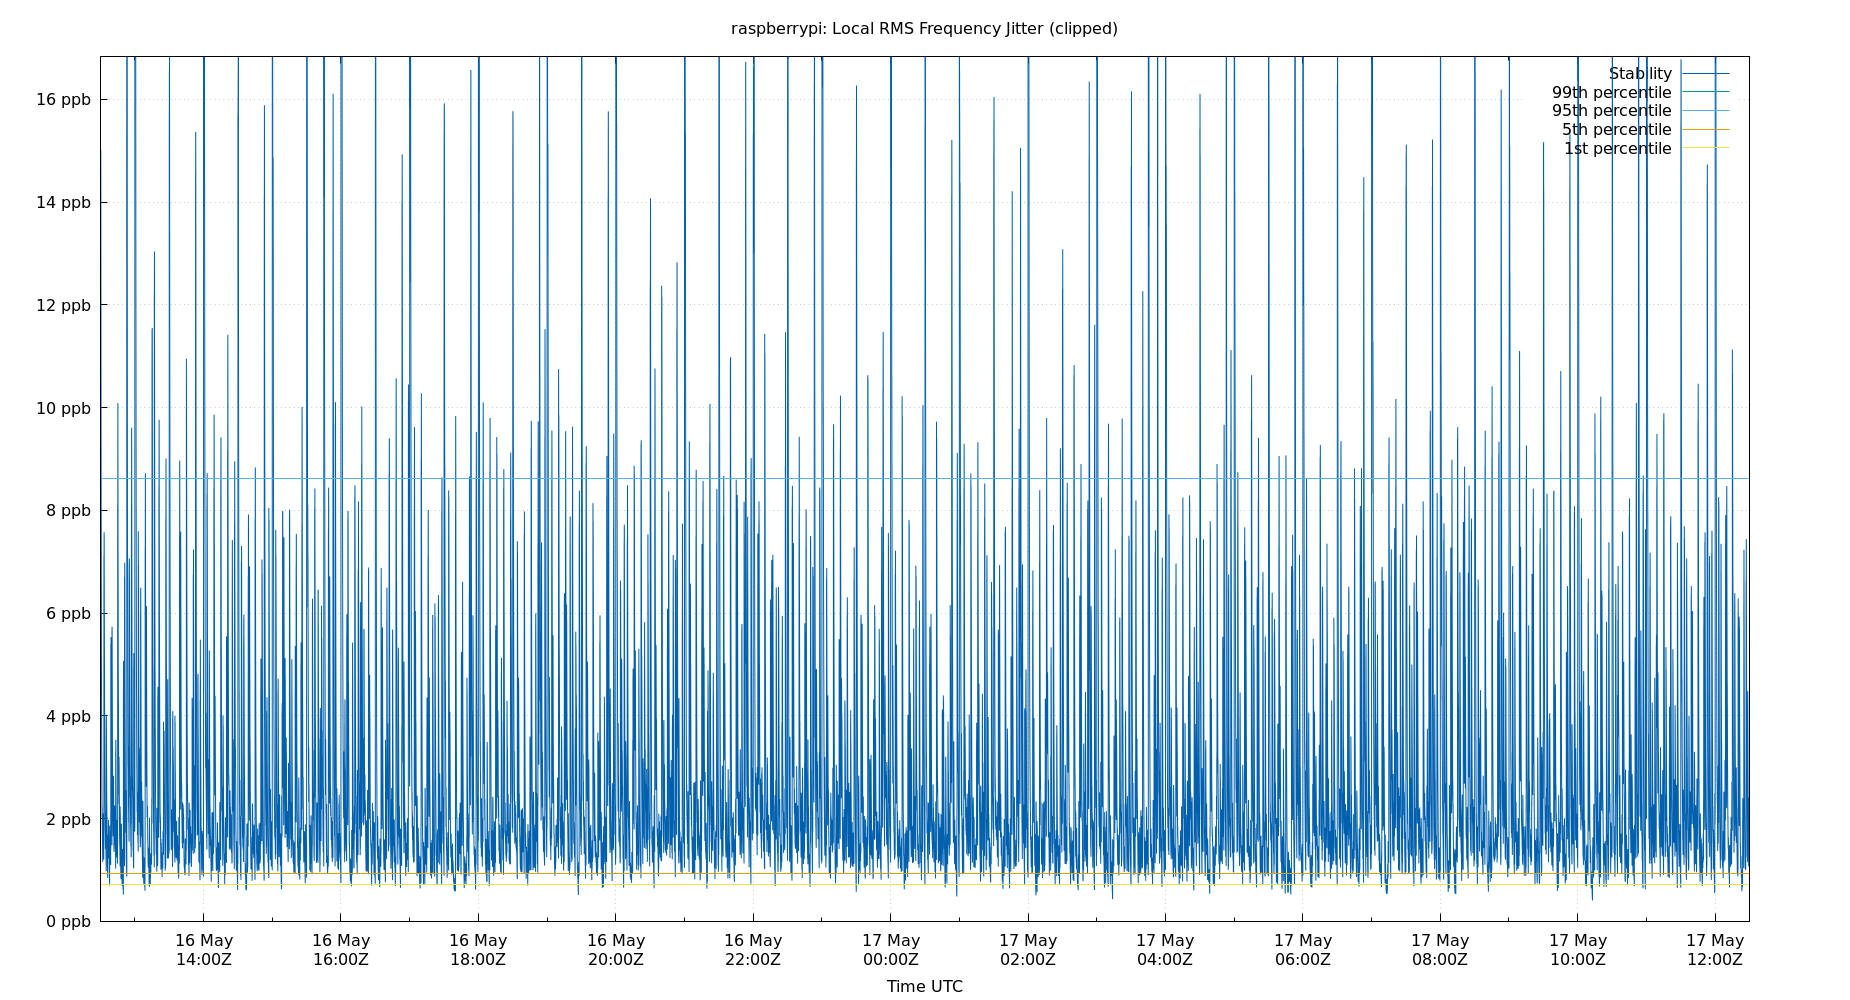 raspberrypi: Local RMS Frequency Jitter (clipped)
Stability
99th percentile
95th percentile
5th percentile
1st percentile
16 ppb
14 ppb
12 ppb
10 ppb
8 ppb
6 ppb
4 ppb
2 ppb
0 ppb
16 May 16 May 16 May 16 May 16 May 17 May 17 May 17 May 17 May 17 May 17 May 17 May
14:00Z 16:00Z 18:00Z 20:00Z 22:00Z 00:00Z 02:00Z 04:00Z 06:00Z 08:00Z 10:00Z 12:00Z
Time UTC